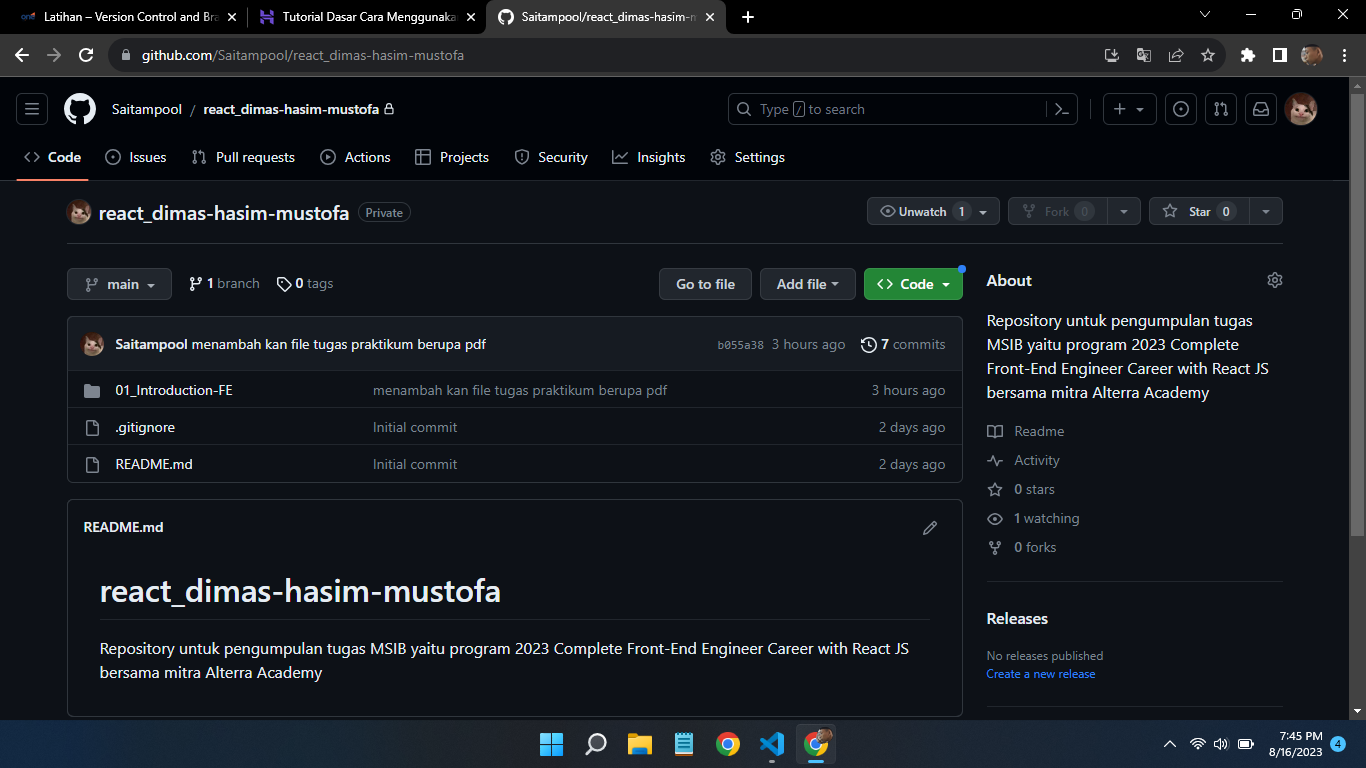 Latihan – Version Control and Bra
Tutorial Dasar Cara Menggunaka
Saitampool/react_dimas-hasim-m
github.com/Saitampool/react_dimas-hasim-mustofa
Saitampool / react_dimas-hasim-mustofa
Type / to search
Code Issues Pull requests Actions Projects Security Insights Settings
react_dimas-hasim-mustofa Private
Unwatch 1 Fork 0 Star 0
main 1 branch 0 tags Go to file Add file Code
Saitampool menambah kan file tugas praktikum berupa pdf b055a38 3 hours ago 7 commits
01_Introduction-FE menambah kan file tugas praktikum berupa pdf 3 hours ago
.gitignore Initial commit 2 days ago
README.md Initial commit 2 days ago
README.md
react_dimas-hasim-mustofa
Repository untuk pengumpulan tugas MSIB yaitu program 2023 Complete Front-End Engineer Career with React JS
bersama mitra Alterra Academy
About
Repository untuk pengumpulan tugas
MSIB yaitu program 2023 Complete
Front-End Engineer Career with React JS
bersama mitra Alterra Academy
Readme
Activity
0 stars
1 watching
0 forks
Releases
No releases published
Create a new release
7:45 PM
8/16/2023
4